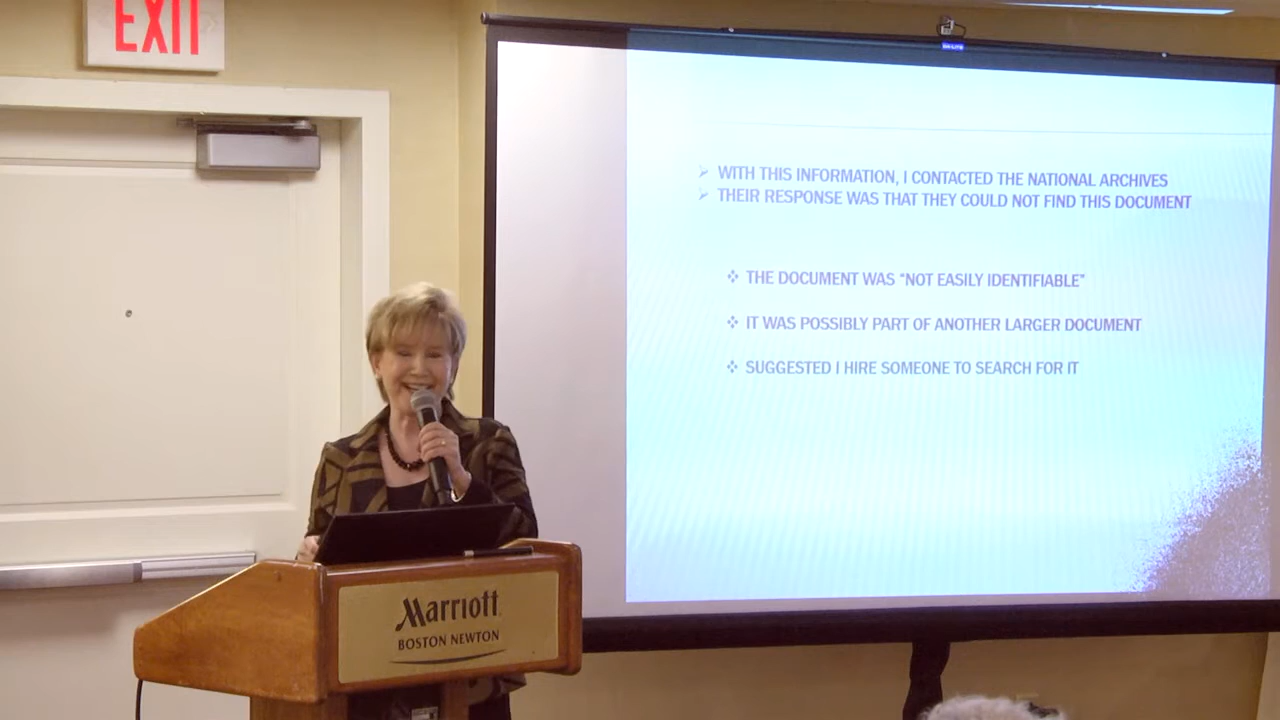 EXIT
DA-LITE
WITH THIS INFORMATION, I CONTACTED THE NATIONAL ARCHIVES
THEIR RESPONSE WAS THAT THEY COULD NOT FIND THIS DOCUMENT
THE DOCUMENT WAS “NOT EASILY IDENTIFIABLE”
IT WAS POSSIBLY PART OF ANOTHER LARGER DOCUMENT
SUGGESTED I HIRE SOMEONE TO SEARCH FOR IT
Marriott
BOSTON NEWTON